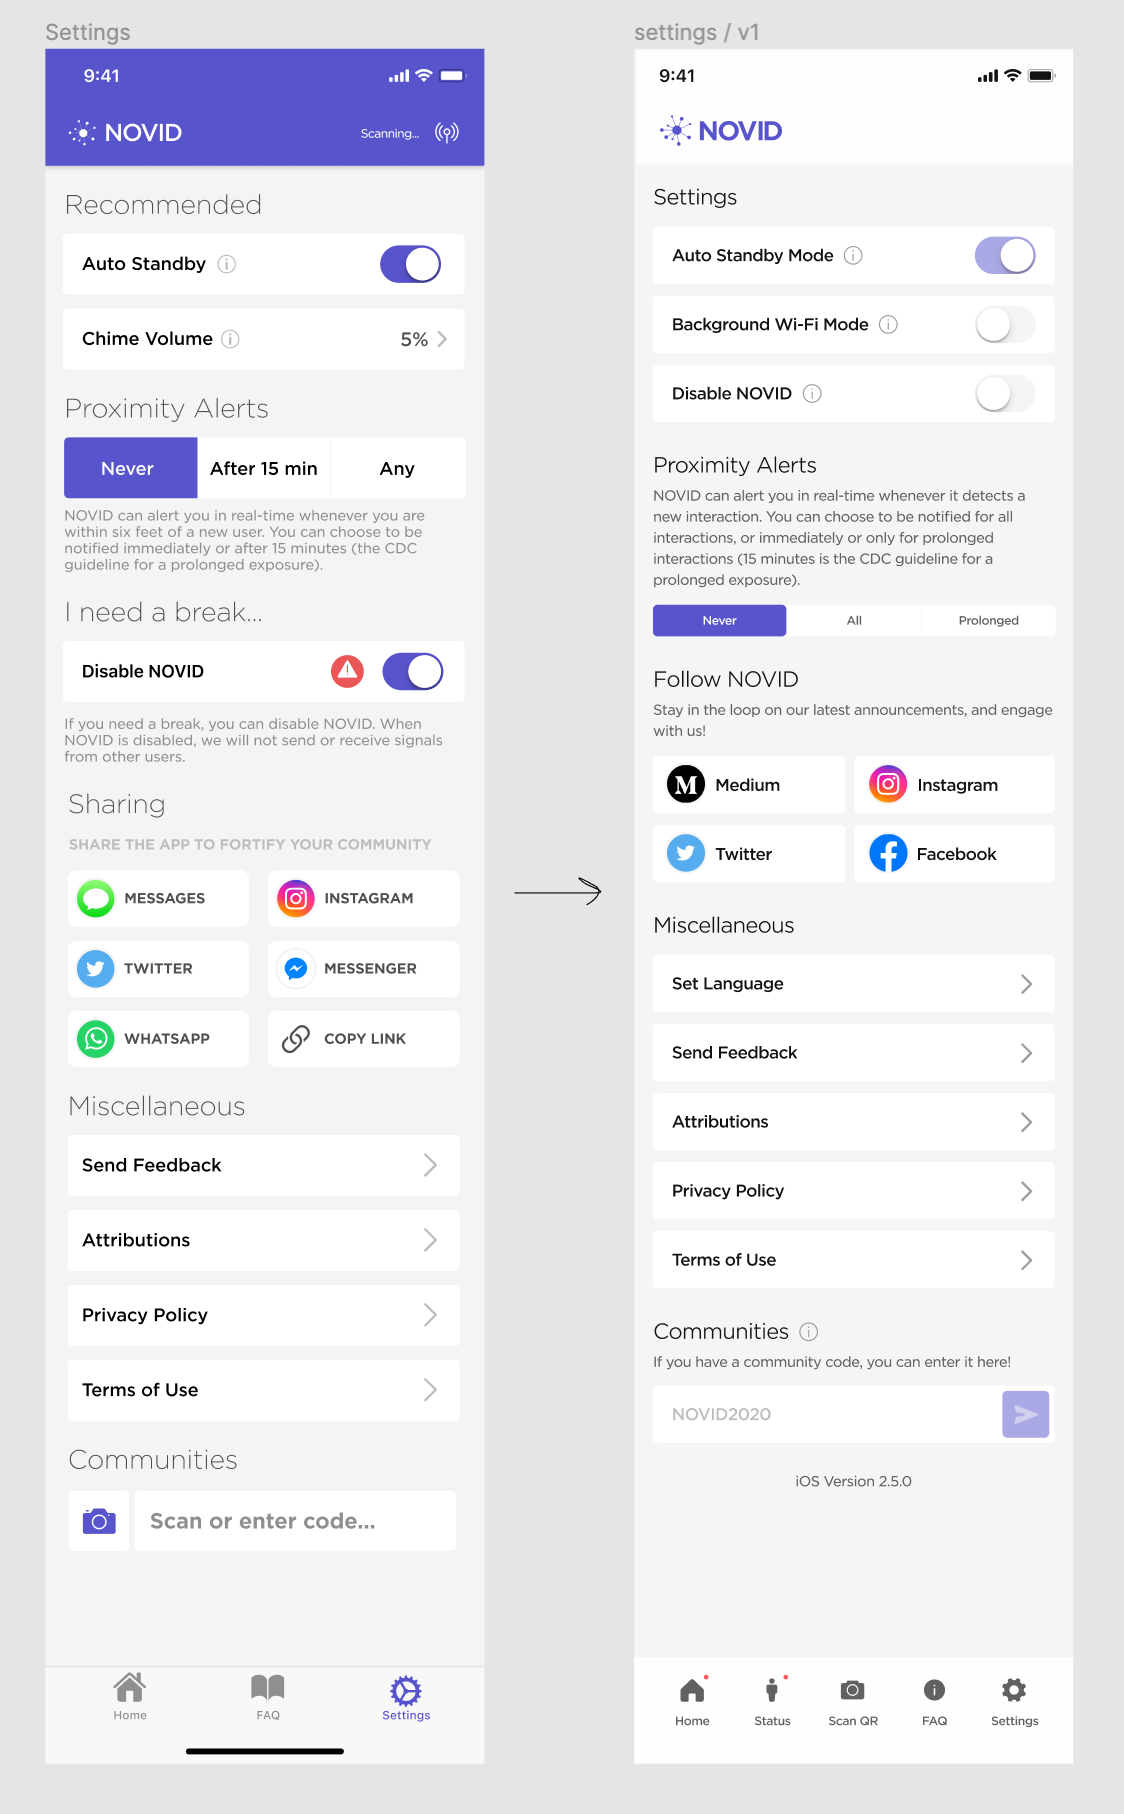 Settings
9:41
NOVID
Scanning...
Recommended
Auto Standby
Chime Volume
5%
Proximity Alerts
Never
After 15 min
Any
NOVID can alert you in real-time whenever you are
within six feet of a new user. You can choose to be
notified immediately or after 15 minutes (the CDC
guideline for a prolonged exposure).
I need a break...
Disable NOVID
If you need a break, you can disable NOVID. When
NOVID is disabled, we will not send or receive signals
from other users.
Sharing
SHARE THE APP TO FORTIFY YOUR COMMUNITY
MESSAGES
INSTAGRAM
TWITTER
MESSENGER
WHATSAPP
COPY LINK
Miscellaneous
Send Feedback
Attributions
Privacy Policy
Terms of Use
Communities
Scan or enter code...
Home
FAQ
Settings
settings / v1
9:41
NOVID
Settings
Auto Standby Mode
Background Wi-Fi Mode
Disable NOVID
Proximity Alerts
NOVID can alert you in real-time whenever it detects a
new interaction. You can choose to be notified for all
interactions, or immediately or only for prolonged
interactions (15 minutes is the CDC guideline for a
prolonged exposure).
Never
All
Prolonged
Follow NOVID
Stay in the loop on our latest announcements, and engage
with us!
Medium
Instagram
Twitter
Facebook
Miscellaneous
Set Language
Send Feedback
Attributions
Privacy Policy
Terms of Use
Communities
If you have a community code, you can enter it here!
NOVID2020
iOS Version 2.5.0
Home
Status
Scan QR
FAQ
Settings